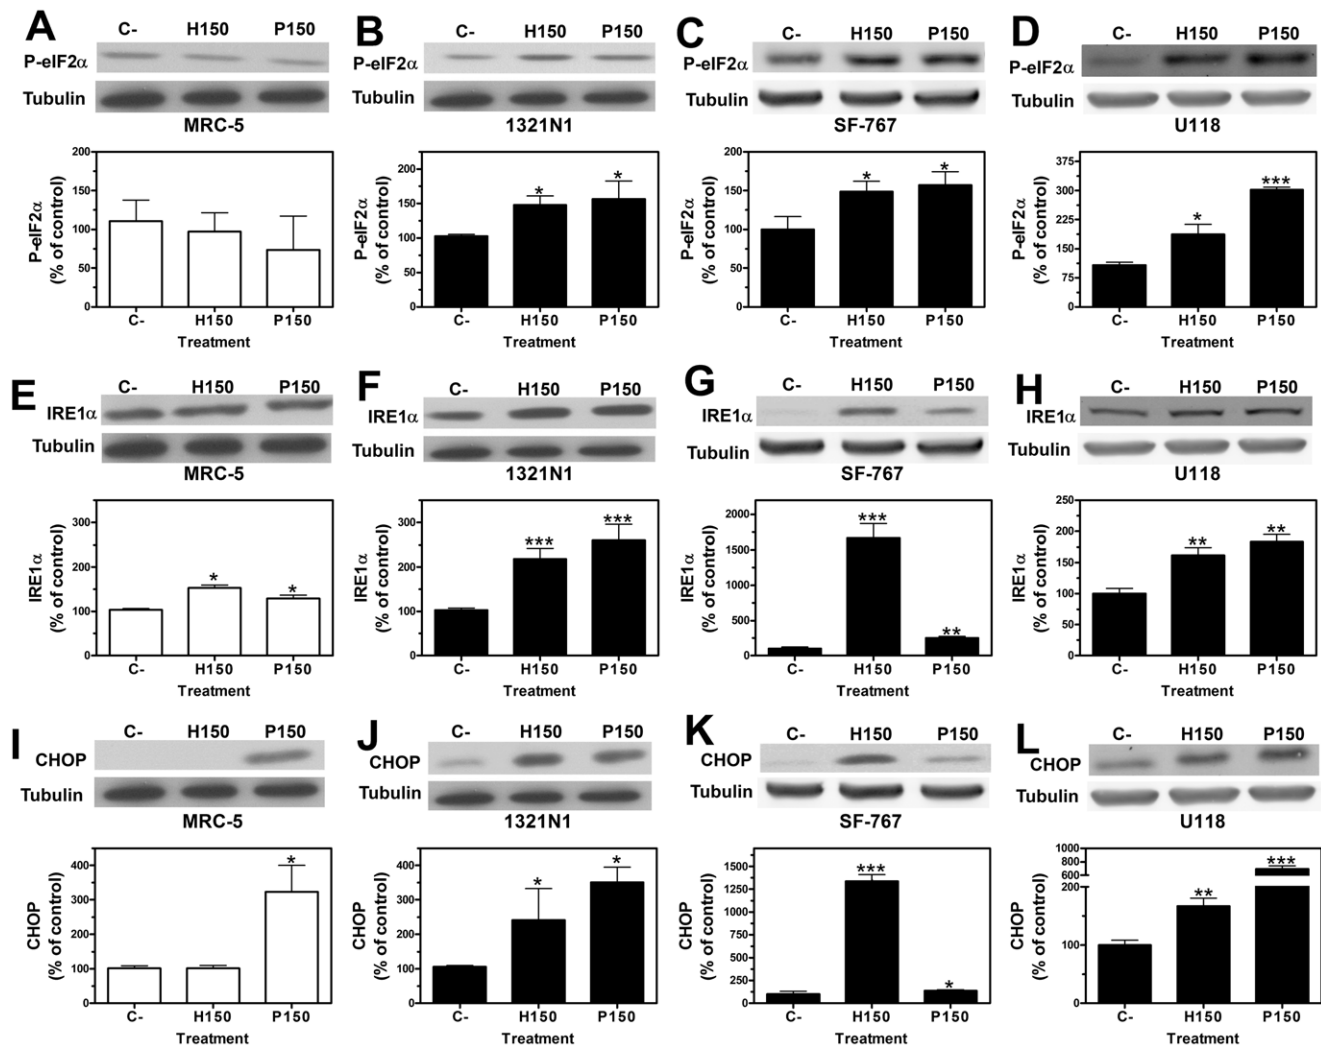 A
C- H150 P150
P-eIF2α
Tubulin
MRC-5
P-eIF2α
(% of control)
200
150
100
50
0
C- H150 P150
Treatment
B
C- H150 P150
P-eIF2α
Tubulin
1321N1
P-eIF2α
(% of control)
200
150
100
50
0
* *
C- H150 P150
Treatment
C
C- H150 P150
P-eIF2α
Tubulin
SF-767
P-eIF2α
(% of control)
200
150
100
50
0
* *
C- H150 P150
Treatment
D
C- H150 P150
P-eIF2α
Tubulin
U118
P-eIF2α
(% of control)
375
300
225
150
75
0
* ***
C- H150 P150
Treatment
E
C- H150 P150
IRE1α
Tubulin
MRC-5
IRE1α
(% of control)
300
200
100
0
* *
C- H150 P150
Treatment
F
C- H150 P150
IRE1α
Tubulin
1321N1
IRE1α
(% of control)
300
200
100
0
*** ***
C- H150 P150
Treatment
G
C- H150 P150
IRE1α
Tubulin
SF-767
IRE1α
(% of control)
2000
1500
1000
500
0
*** **
C- H150 P150
Treatment
H
C- H150 P150
IRE1α
Tubulin
U118
IRE1α
(% of control)
250
200
150
100
50
0
** **
C- H150 P150
Treatment
I
C- H150 P150
CHOP
Tubulin
MRC-5
CHOP
(% of control)
400
300
200
100
0
*
C- H150 P150
Treatment
J
C- H150 P150
CHOP
Tubulin
1321N1
CHOP
(% of control)
400
300
200
100
0
* *
C- H150 P150
Treatment
K
C- H150 P150
CHOP
Tubulin
SF-767
CHOP
(% of control)
1500
1250
1000
750
500
250
0
*** *
C- H150 P150
Treatment
L
C- H150 P150
CHOP
Tubulin
U118
CHOP
(% of control)
1000
800
600
200
100
0
** ***
C- H150 P150
Treatment